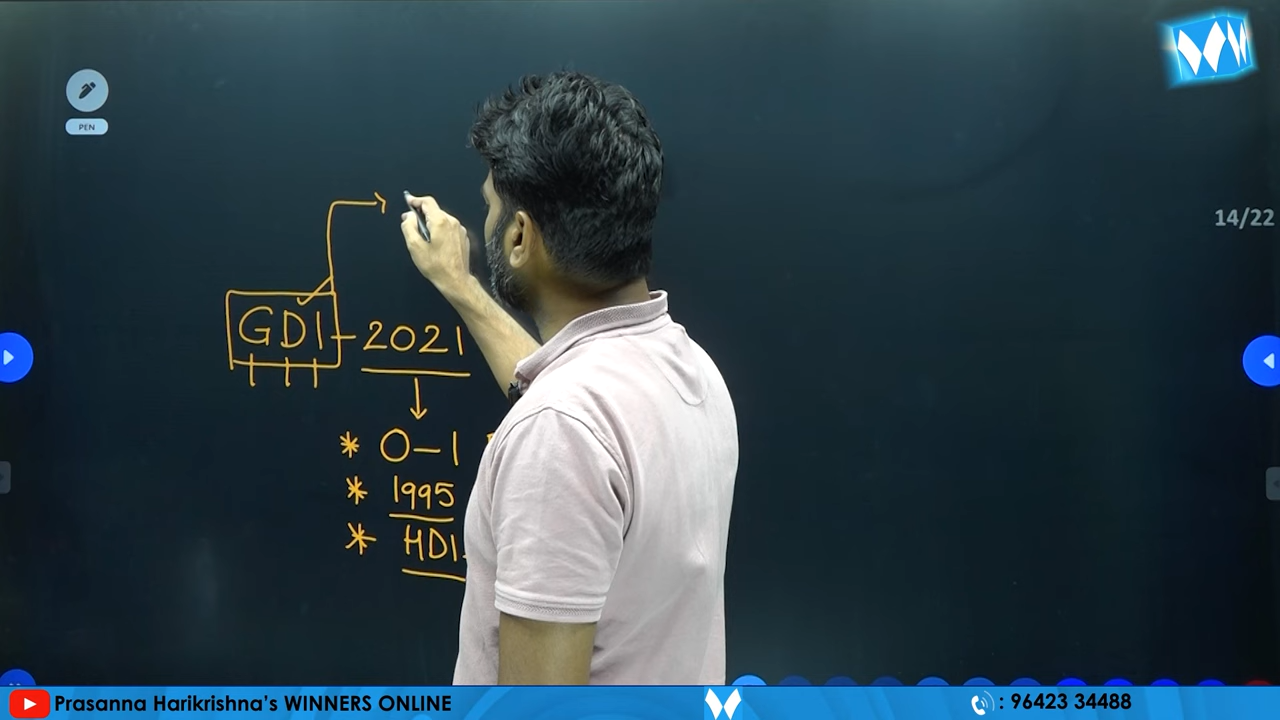 PEN
14/22
GDI - 2021
* 0-1
* 1995
* HDI
Prasanna Harikrishna's WINNERS ONLINE
W : 96423 34488